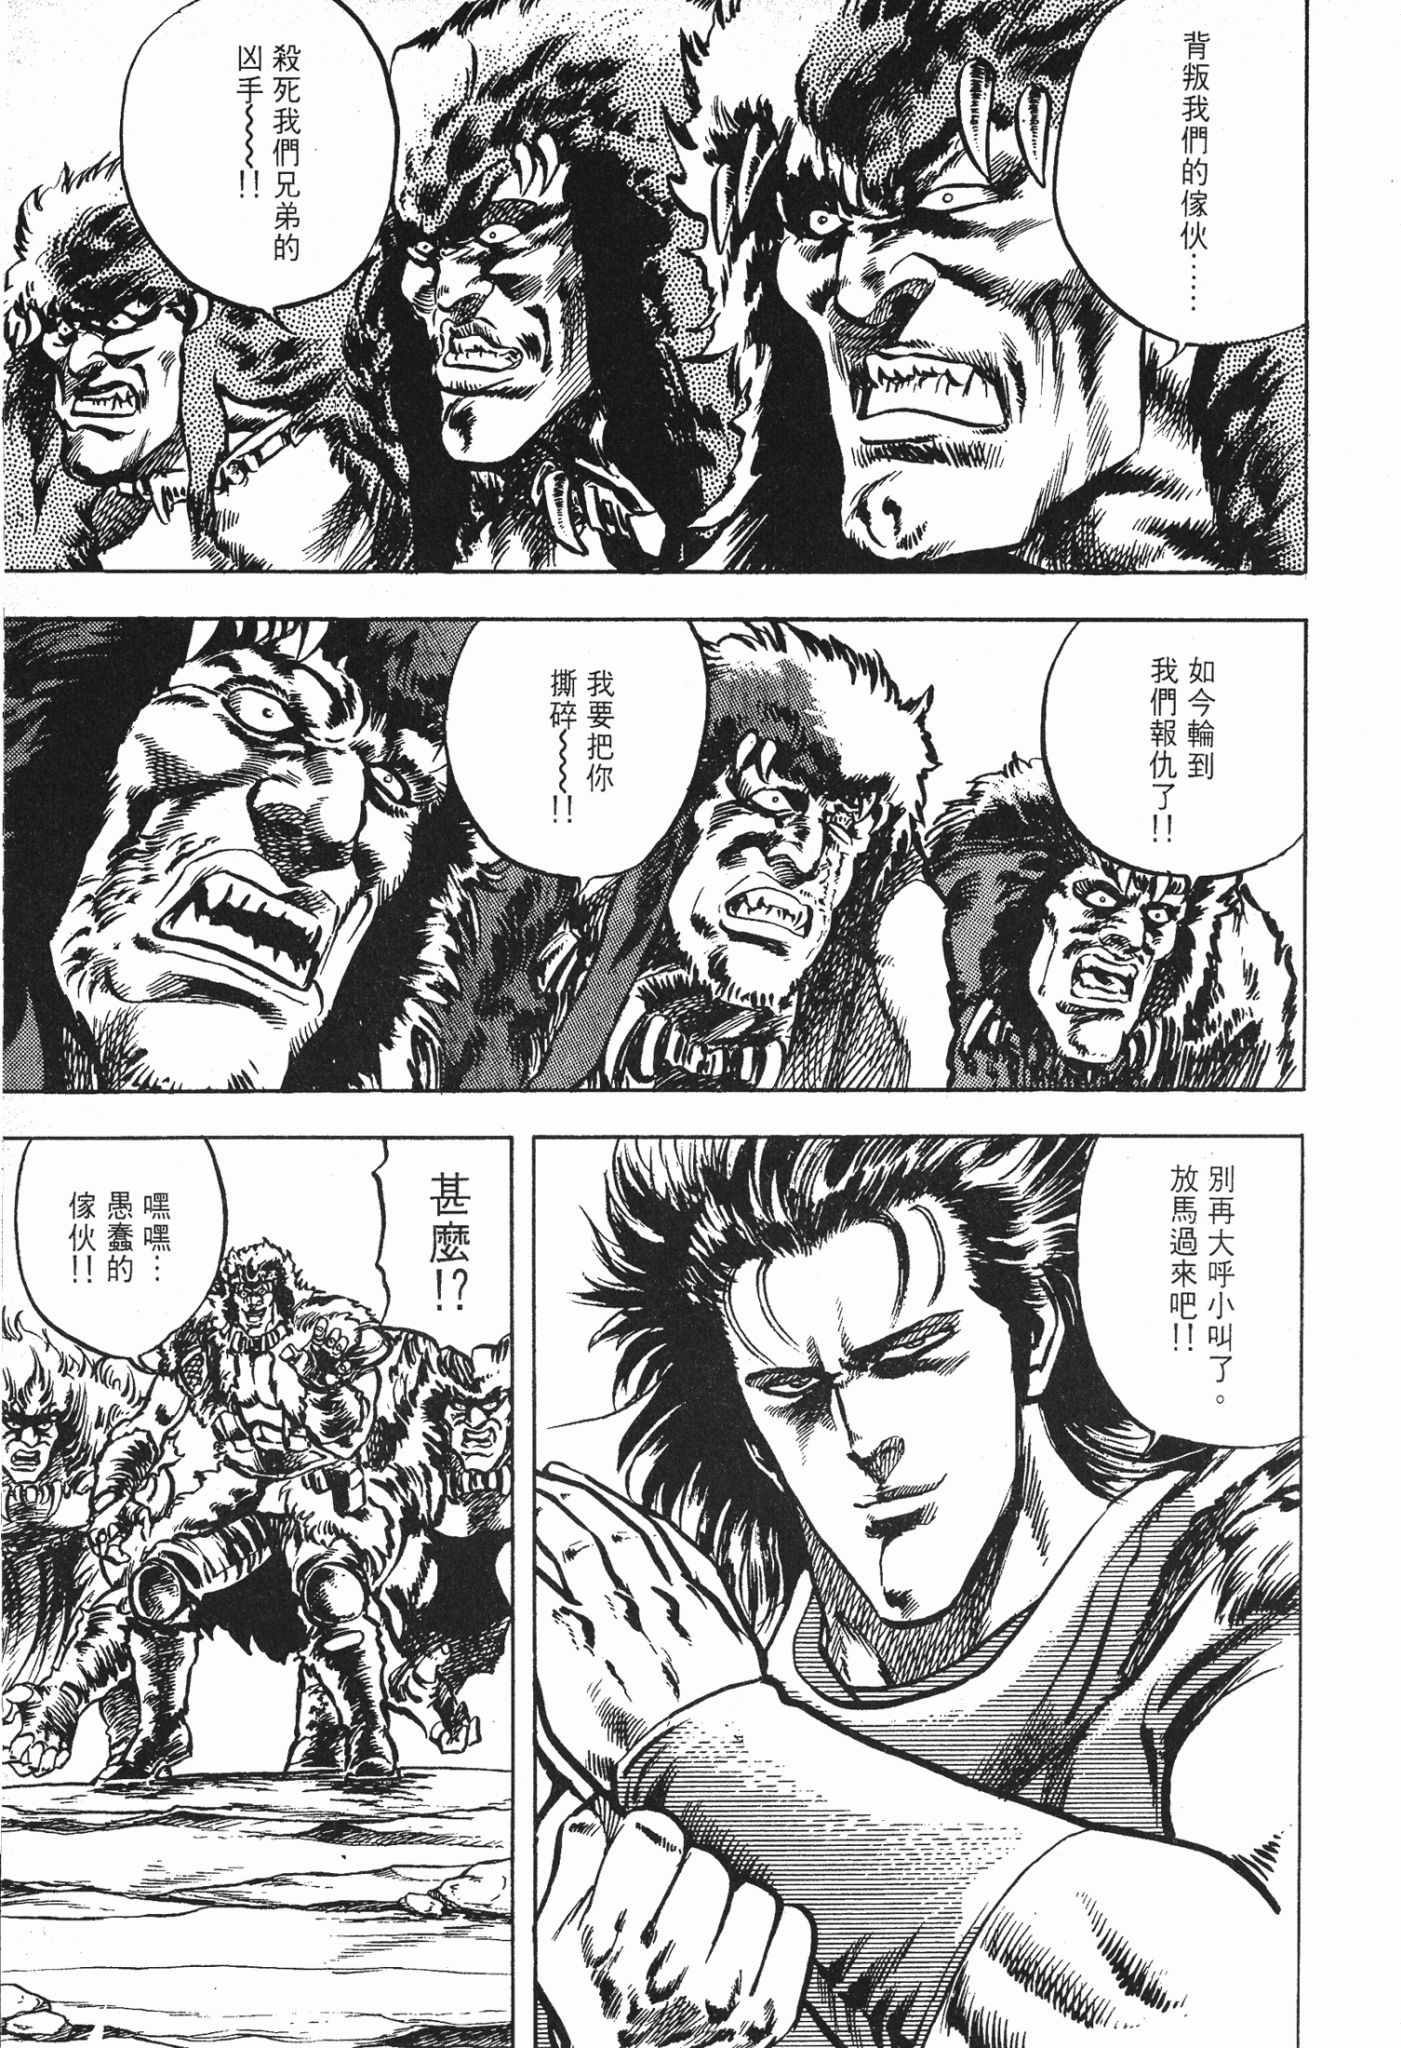 背叛我們的傢伙……
殺死我們兄弟的
凶手～～!!
如今輪到
我們報仇了!!
我要把你
撕碎～～!!
別再大呼小叫了。
放馬過來吧!!
甚麼!?
嘿嘿…
愚蠢的
傢伙!!